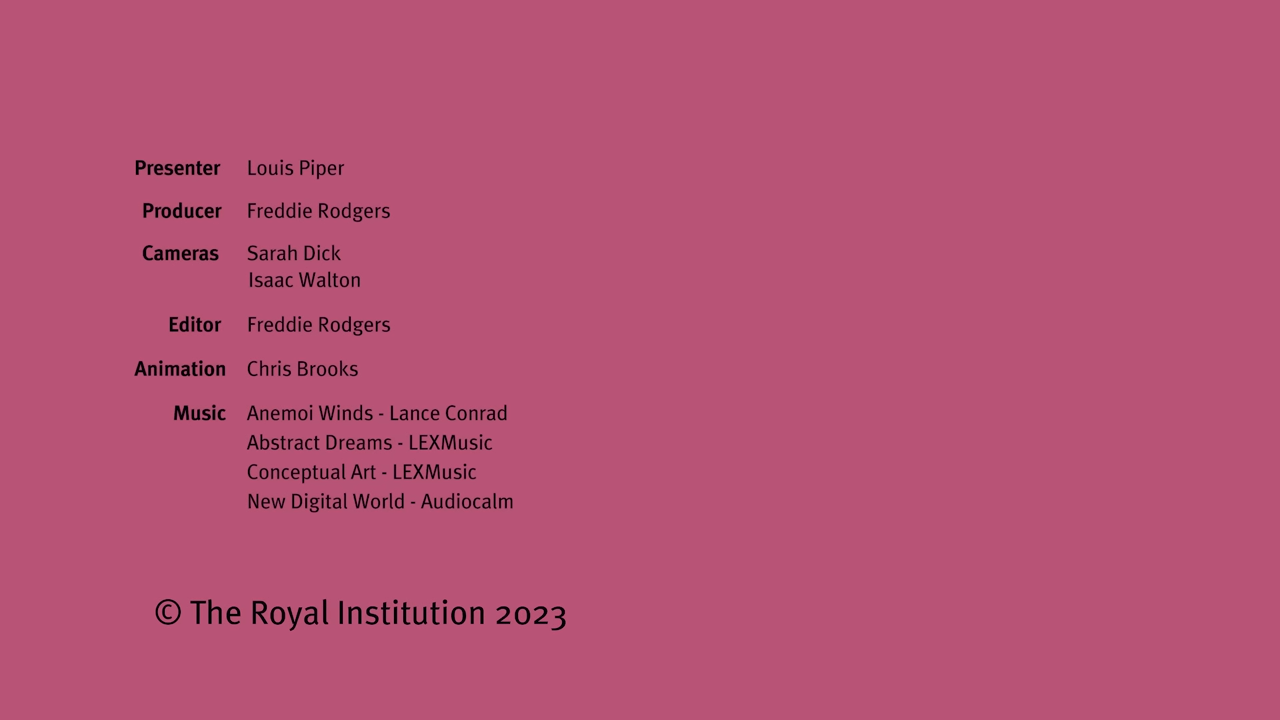 Presenter Louis Piper
Producer Freddie Rodgers
Cameras Sarah Dick
Isaac Walton
Editor Freddie Rodgers
Animation Chris Brooks
Music Anemoi Winds - Lance Conrad
Abstract Dreams - LEXMusic
Conceptual Art - LEXMusic
New Digital World - Audiocalm
© The Royal Institution 2023